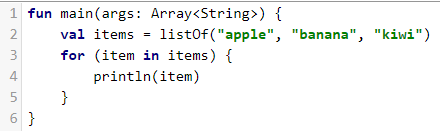 1 fun main(args: Array<String>) {
2     val items = listOf("apple", "banana", "kiwi")
3     for (item in items) {
4         println(item)
5     }
6 }